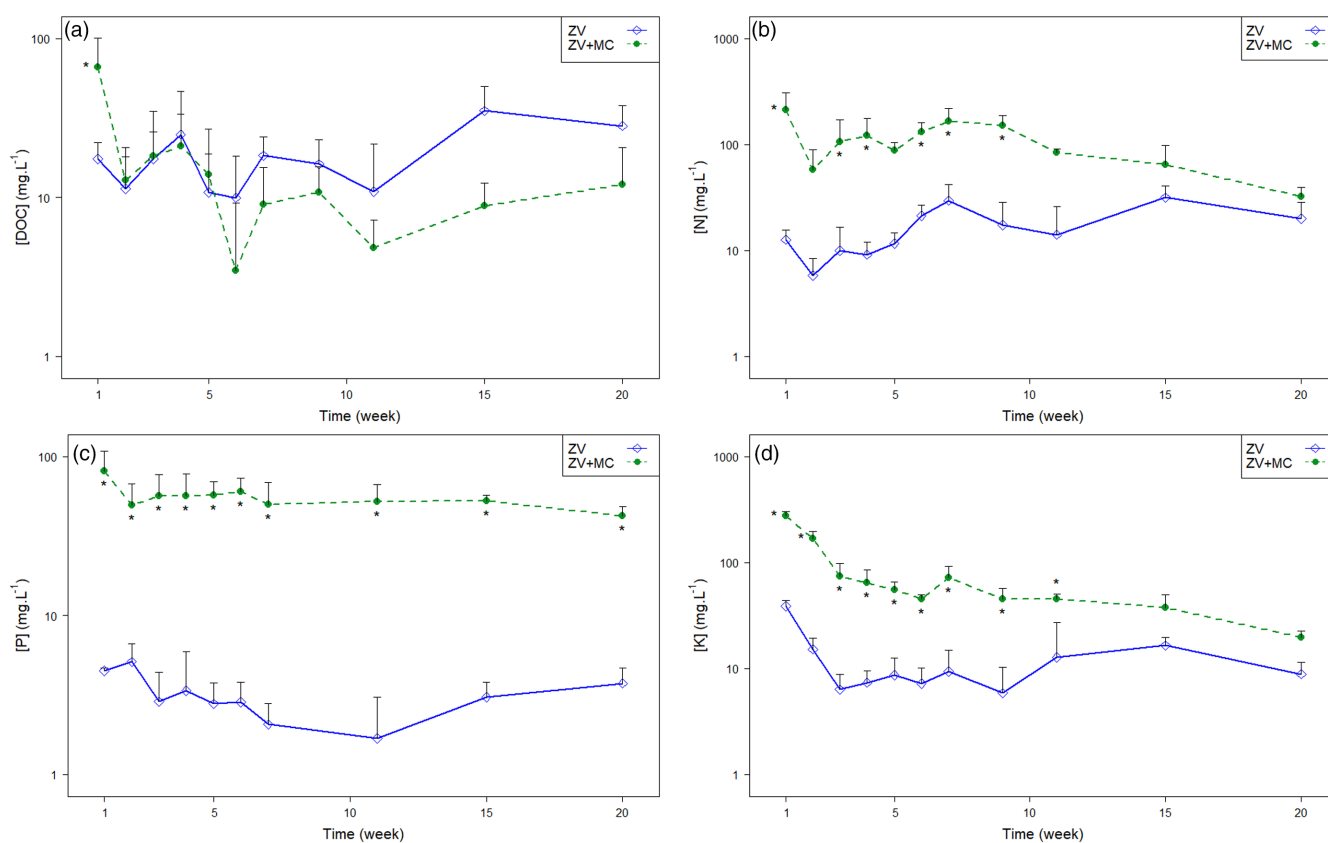 (a)
ZV
ZV+MC
100
10
1
[DOC] (mg.L⁻¹)
*
1
5
10
15
20
Time (week)
(b)
ZV
ZV+MC
1000
100
10
1
[N] (mg.L⁻¹)
* * * * * *
1
5
10
15
20
Time (week)
(c)
ZV
ZV+MC
100
10
1
[P] (mg.L⁻¹)
* * * * * * * * * *
1
5
10
15
20
Time (week)
(d)
ZV
ZV+MC
1000
100
10
1
[K] (mg.L⁻¹)
* * * * * * * * *
1
5
10
15
20
Time (week)